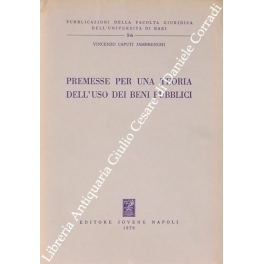 PUBBLICAZIONI DELLA FACOLTÀ GIURIDICA
DELL'UNIVERSITÀ DI BARI
56
VINCENZO CAPUTI JAMBRENGHI
PREMESSE PER UNA TEORIA
DELL'USO DEI BENI PUBBLICI
EDITORE JOVENE NAPOLI
1979
Libreria Antiquaria Giulio Cesare di Daniele Corradi